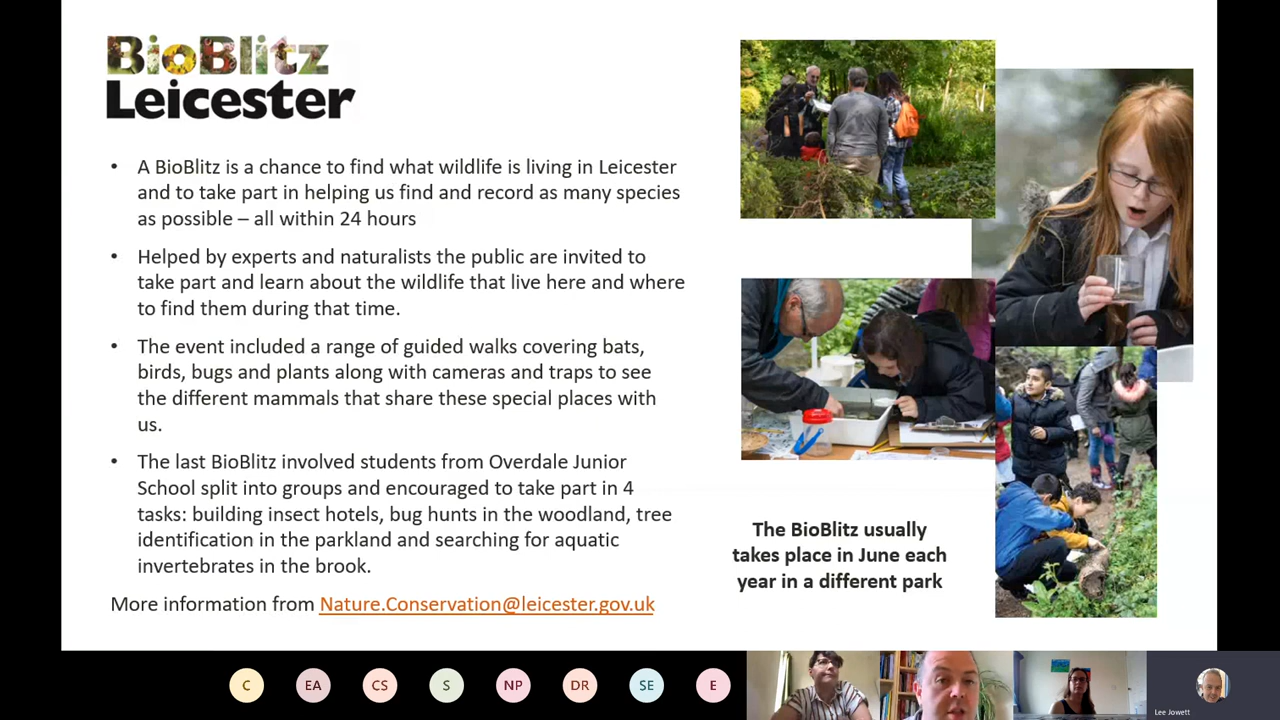 BioBlitz
Leicester
• A BioBlitz is a chance to find what wildlife is living in Leicester
and to take part in helping us find and record as many species
as possible – all within 24 hours
• Helped by experts and naturalists the public are invited to
take part and learn about the wildlife that live here and where
to find them during that time.
• The event included a range of guided walks covering bats,
birds, bugs and plants along with cameras and traps to see
the different mammals that share these special places with
us.
• The last BioBlitz involved students from Overdale Junior
School split into groups and encouraged to take part in 4
tasks: building insect hotels, bug hunts in the woodland, tree
identification in the parkland and searching for aquatic
invertebrates in the brook.
More information from Nature.Conservation@leicester.gov.uk
The BioBlitz usually
takes place in June each
year in a different park
C EA CS S NP DR SE E
Lee Jowett